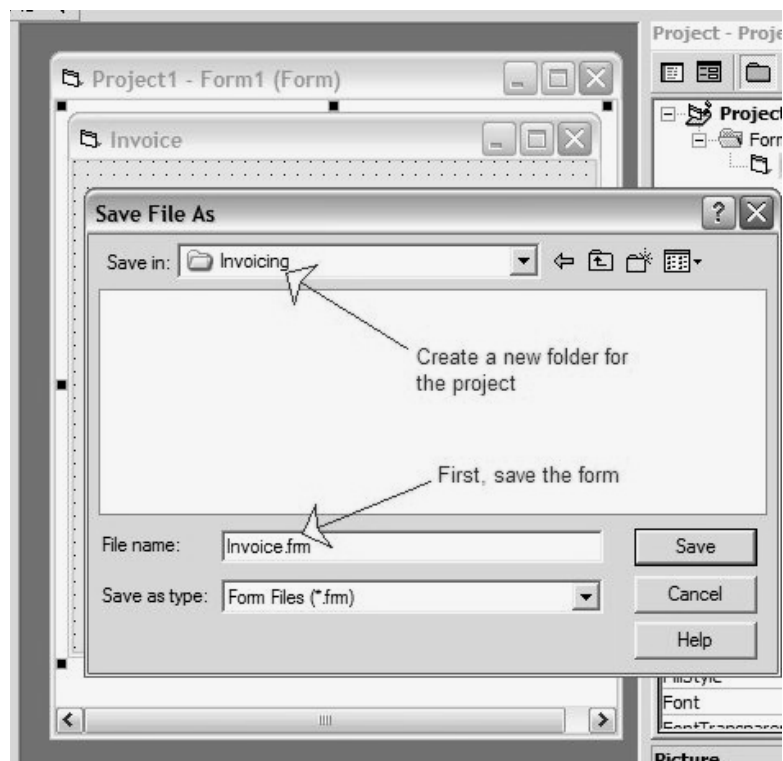 Project - Proje
Project1 - Form1 (Form)
Project
Invoice
Form
Save File As
Save in: Invoicing
Create a new folder for
the project
First, save the form
File name: Invoice.frm
Save
Save as type: Form Files (*.frm)
Cancel
Help
FillStyle
Font
FontTransparen
Picture